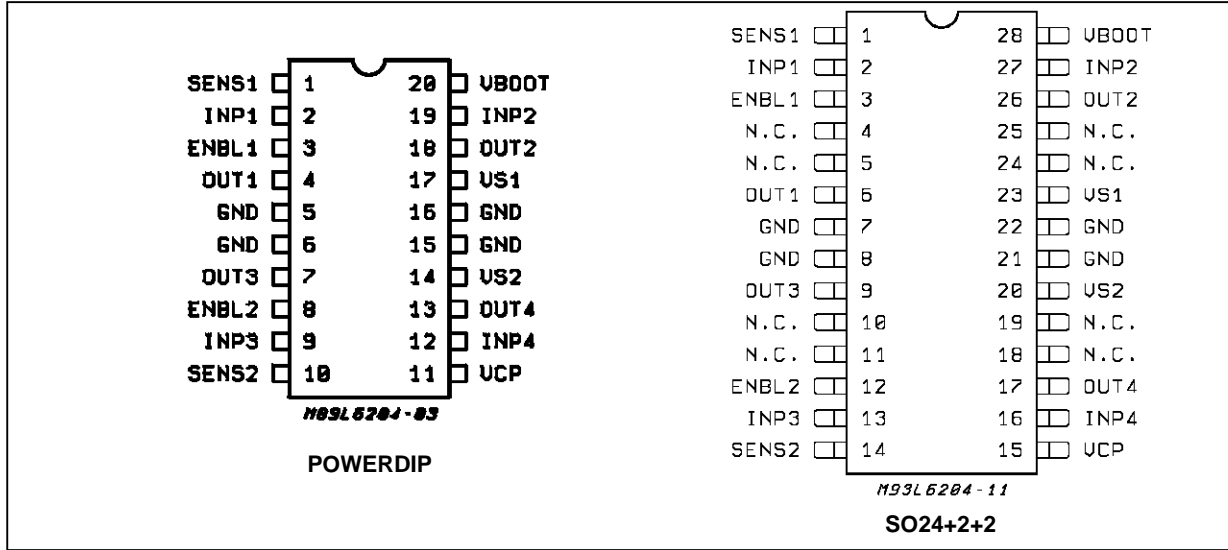 SENS1 1 20 VBOOT
INP1 2 19 INP2
ENBL1 3 18 OUT2
OUT1 4 17 VS1
GND 5 16 GND
GND 6 15 GND
OUT3 7 14 VS2
ENBL2 8 13 OUT4
INP3 9 12 INP4
SENS2 10 11 VCP
M89L6204-03
POWERDIP
SENS1 1 28 VBOOT
INP1 2 27 INP2
ENBL1 3 26 OUT2
N.C. 4 25 N.C.
N.C. 5 24 N.C.
OUT1 6 23 VS1
GND 7 22 GND
GND 8 21 GND
OUT3 9 20 VS2
N.C. 10 19 N.C.
N.C. 11 18 N.C.
ENBL2 12 17 OUT4
INP3 13 16 INP4
SENS2 14 15 VCP
M93L6204-11
SO24+2+2